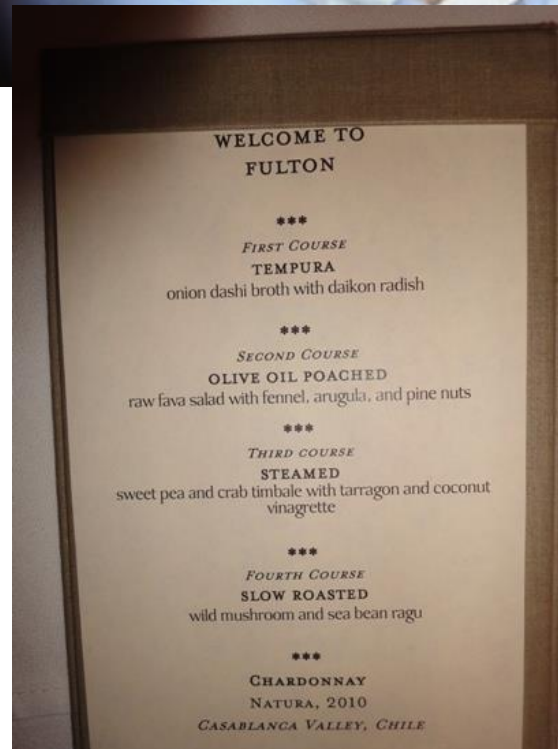 WELCOME TO
FULTON
***
FIRST COURSE
TEMPURA
onion dashi broth with daikon radish
***
SECOND COURSE
OLIVE OIL POACHED
raw fava salad with fennel, arugula, and pine nuts
***
THIRD COURSE
STEAMED
sweet pea and crab timbale with tarragon and coconut
vinagrette
***
FOURTH COURSE
SLOW ROASTED
wild mushroom and sea bean ragu
***
CHARDONNAY
NATURA, 2010
CASABLANCA VALLEY, CHILE